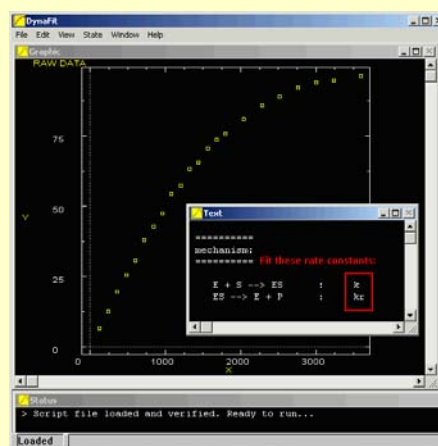 DynaFit
File Edit View Stats Window Help
Graphic
RAW DATA
75
50
25
0
Y
0 1000 2000 3000
X
Text
==========
mechanism:
========== Fit these rate constants:
E + S --> ES : k
ES --> E + P : kr
Status
> Script file loaded and verified. Ready to run...
Loaded